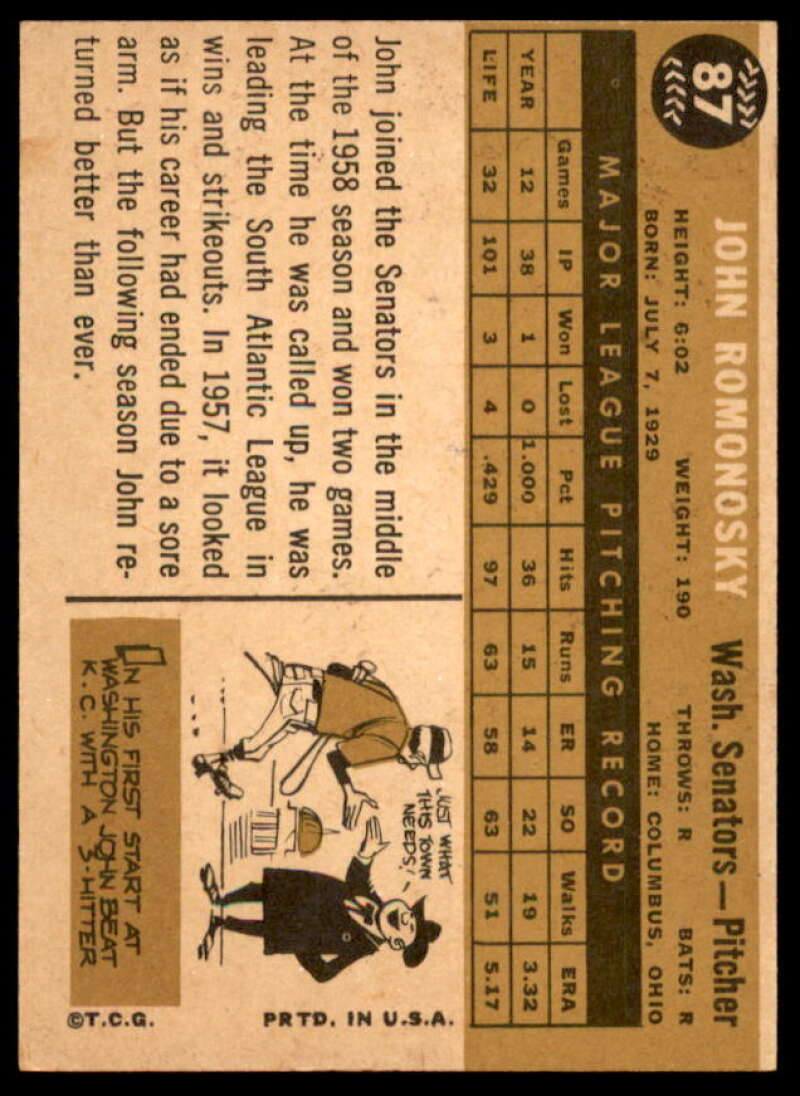 87
JOHN ROMONOSKY Wash. Senators—Pitcher
HEIGHT: 6:02 WEIGHT: 190 THROWS: R BATS: R
BORN: JULY 7, 1929 HOME: COLUMBUS, OHIO
MAJOR LEAGUE PITCHING RECORD
Games IP Won Lost Pct Hits Runs ER SO Walks ERA
YEAR 12 38 1 0 1.000 36 15 14 22 19 3.32
LIFE 32 101 3 4 .429 97 63 58 63 51 5.17
John joined the Senators in the middle
of the 1958 season and won two games.
At the time he was called up, he was
leading the South Atlantic League in
wins and strikeouts. In 1957, it looked
as if his career had ended due to a sore
arm. But the following season John re-
turned better than ever.
JUST WHAT
THIS TOWN
NEEDS!
IN HIS FIRST START AT
WASHINGTON JOHN BEAT
K.C. WITH A 3-HITTER
©T.C.G. PRTD. IN U.S.A.